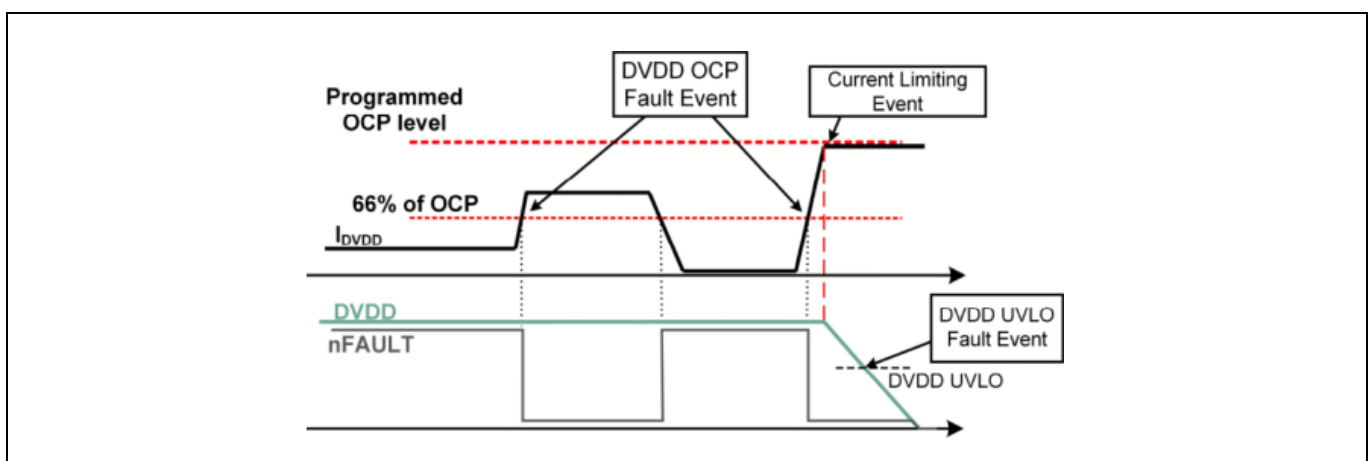 DVDD OCP
Fault Event
Current Limiting
Event
Programmed
OCP level
66% of OCP
IDVDD
DVDD
nFAULT
DVDD UVLO
Fault Event
DVDD UVLO